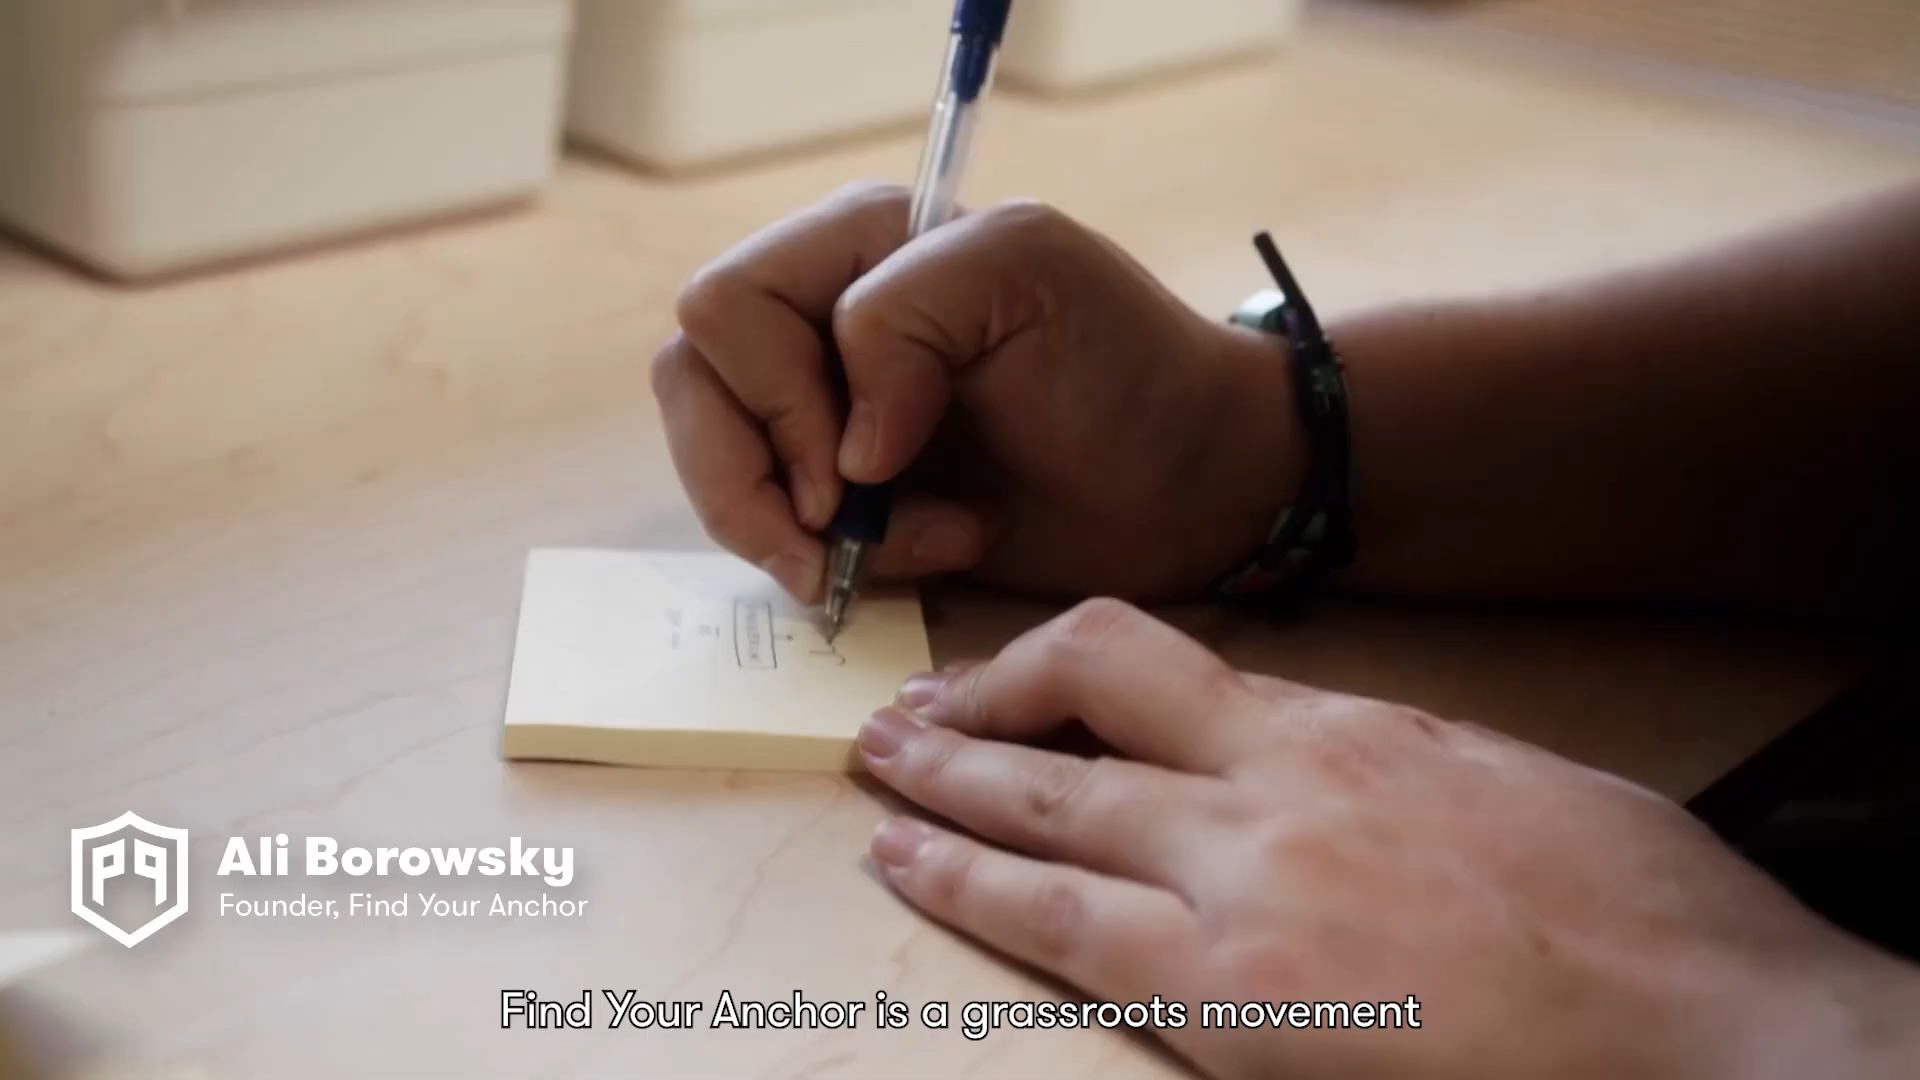 Ali Borowsky
Founder, Find Your Anchor
Find Your Anchor is a grassroots movement